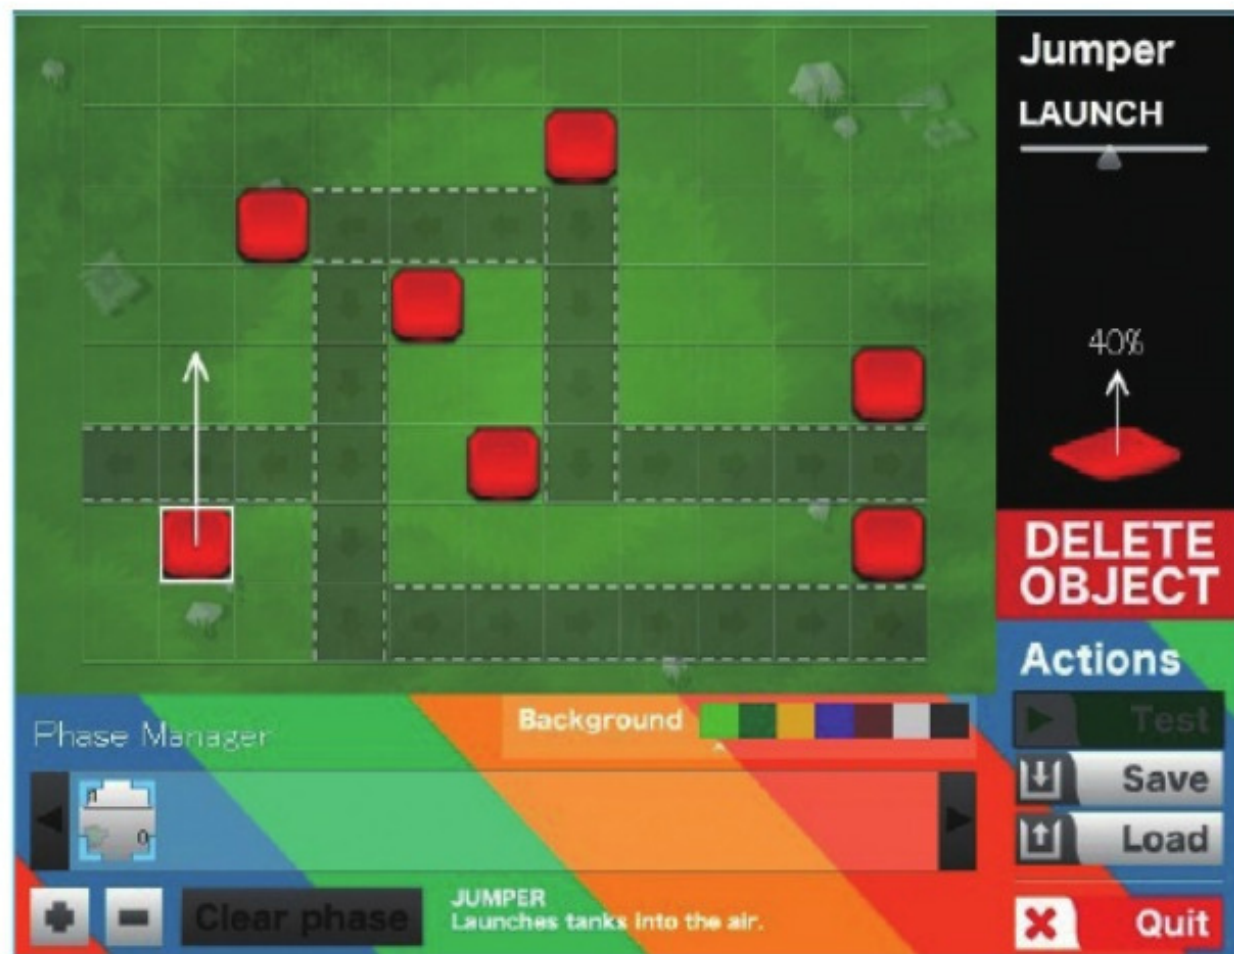 Jumper
LAUNCH
40%
DELETE
OBJECT
Actions
Test
Save
Load
Quit
Phase Manager
Background
0
Clear phase
JUMPER
Launches tanks into the air.